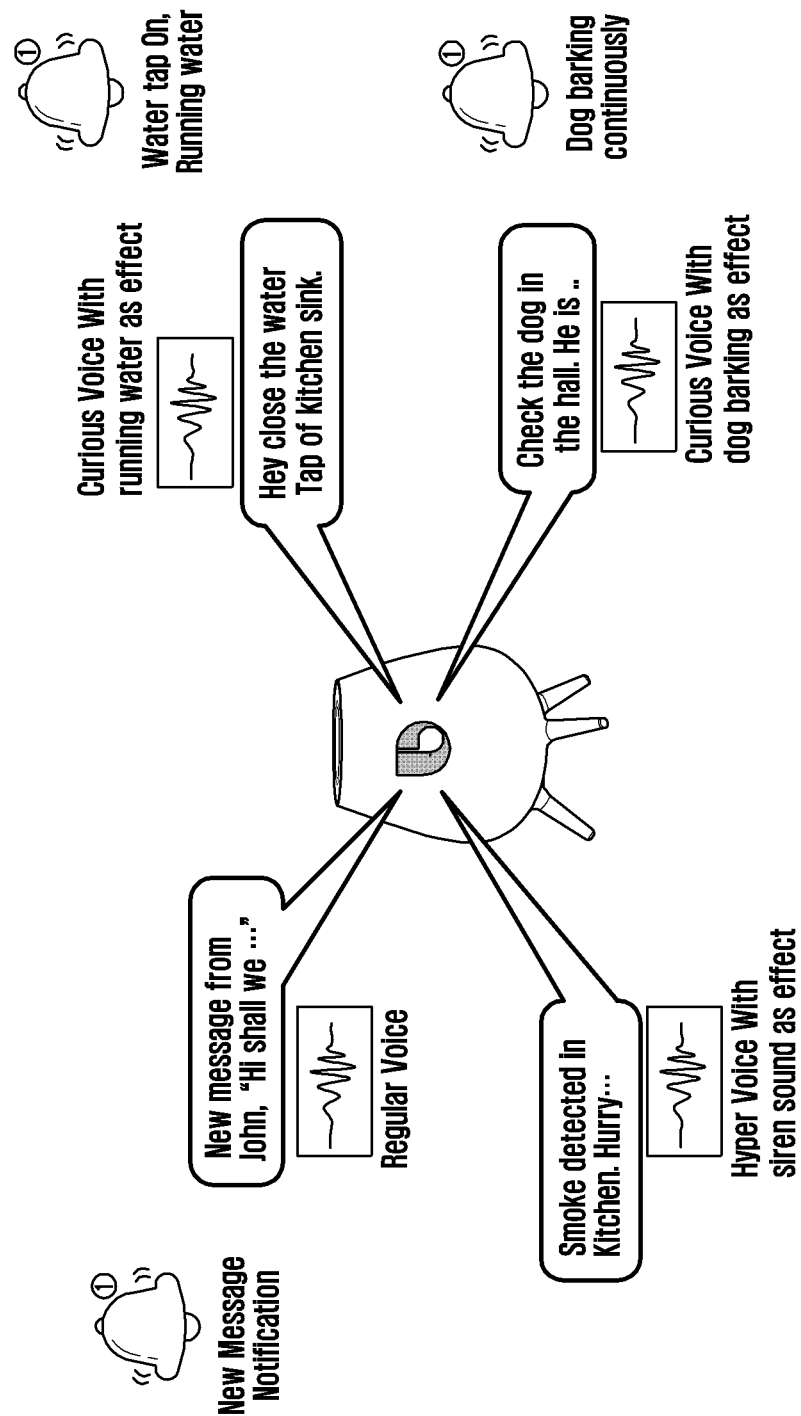 ①
New Message
Notification
New message from
John, “Hi shall we ...”
Regular Voice
Curious Voice With
running water as effect
Hey close the water
Tap of kitchen sink.
①
Water tap On,
Running water
Smoke detected in
Kitchen. Hurry...
Hyper Voice With
siren sound as effect
Check the dog in
the hall. He is ..
Curious Voice With
dog barking as effect
①
Dog barking
continuously